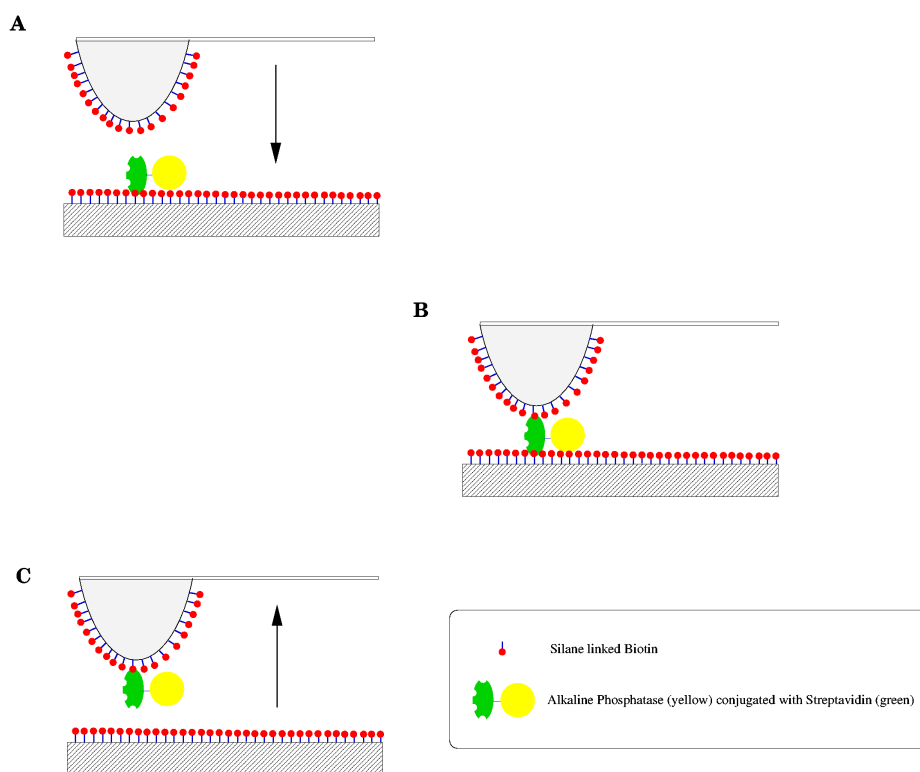 A
B
C
Silane linked Biotin
Alkaline Phosphatase (yellow) conjugated with Streptavidin (green)